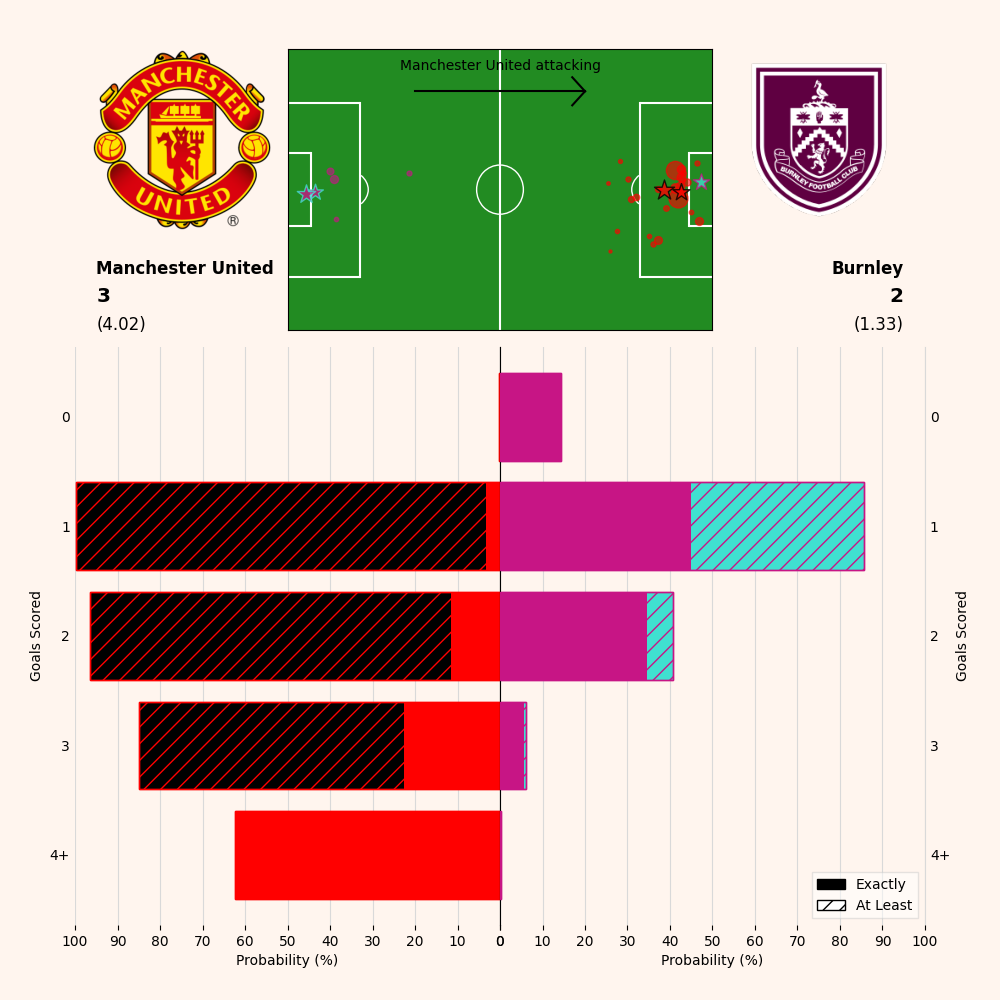 MANCHESTER
UNITED
®
Manchester United attacking
BURNLEY FOOTBALL CLUB
Manchester United
3
(4.02)
Burnley
2
(1.33)
Goals Scored
0
1
2
3
4+
0
1
2
3
4+
Goals Scored
Exactly
At Least
100 90 80 70 60 50 40 30 20 10 0 0 10 20 30 40 50 60 70 80 90 100
Probability (%)
Probability (%)